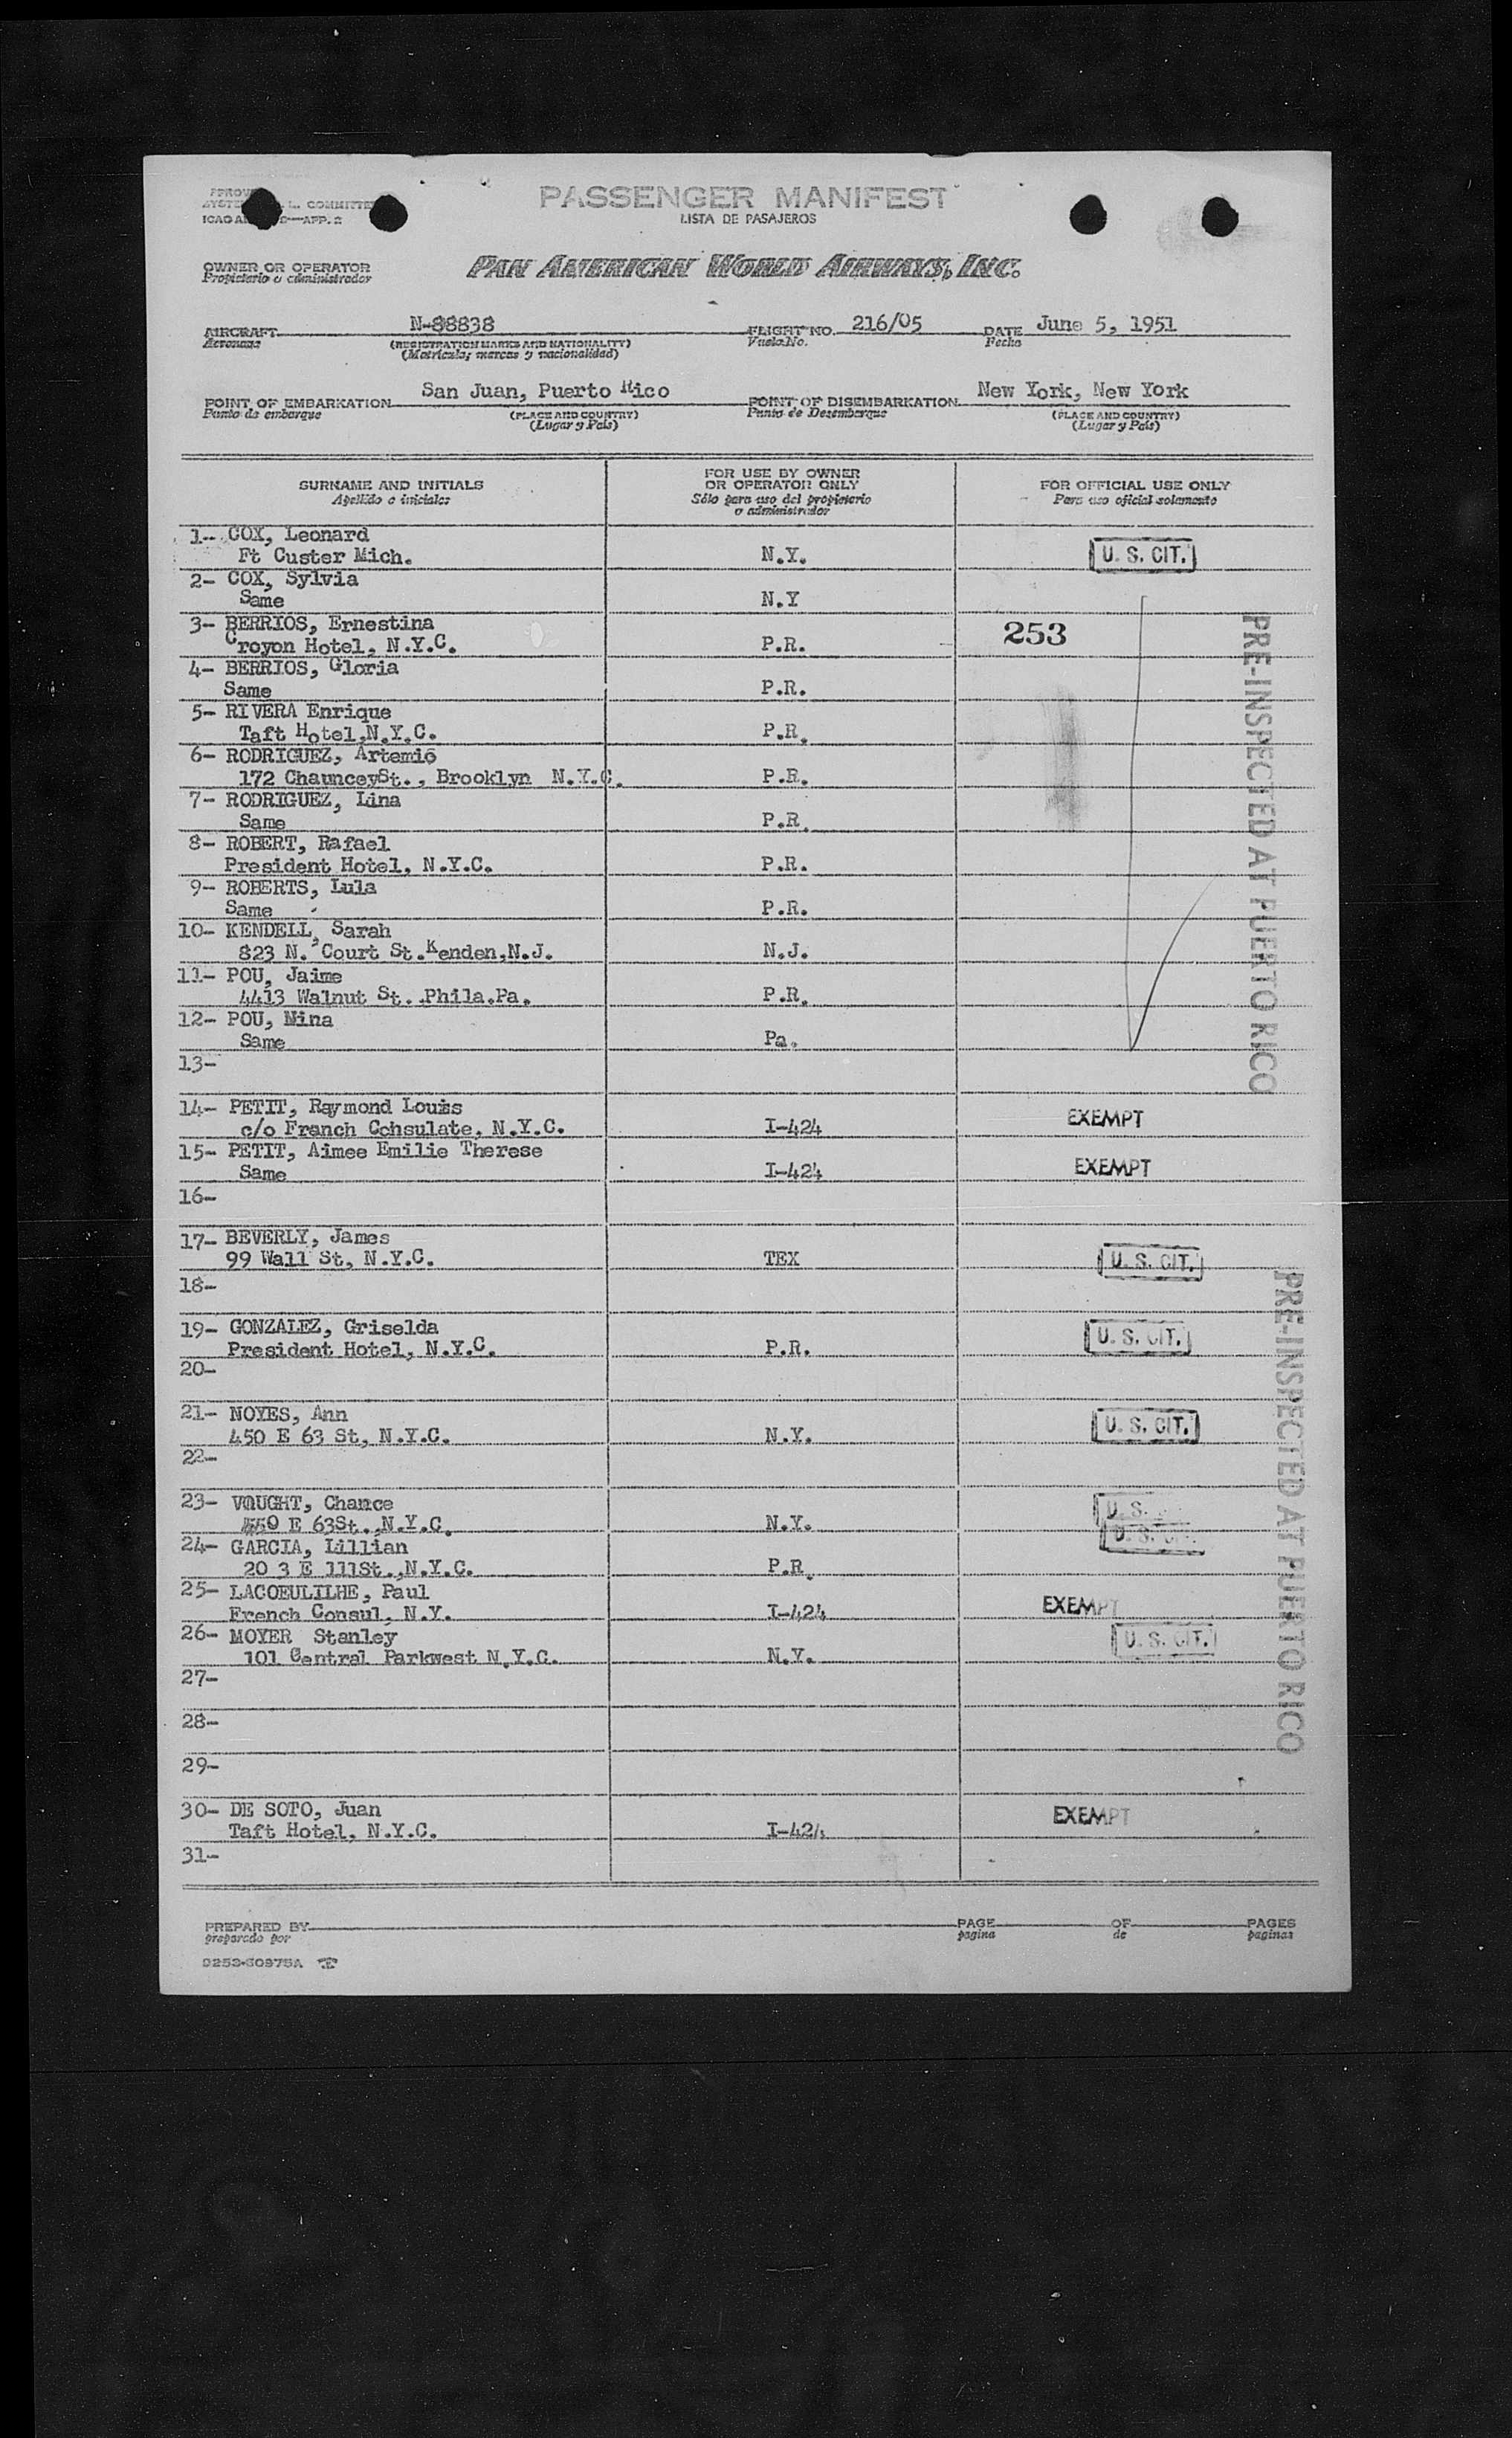 PASSENGER MANIFEST
LISTA DE PASAJEROS
COMMITTEE
APP. 2
OWNER OR OPERATOR
Propietario o administrador
PAN AMERICAN WORLD AIRWAYS, INC.
AIRCRAFT N-88838 FLIGHT NO. 216/05 DATE June 5, 1951
Aeronave (REGISTRATION MARKS AND NATIONALITY) Vuelo No. Fecha
(Matricula; marcas y nacionalidad)
POINT OF EMBARKATION San Juan, Puerto Rico POINT OF DISEMBARKATION New York, New York
Punto de embarque (PLACE AND COUNTRY) Punto de Desembarque (PLACE AND COUNTRY)
(Lugar y País) (Lugar y País)
SURNAME AND INITIALS
Apellido e iniciales
FOR USE BY OWNER
OR OPERATOR ONLY
Sólo para uso del propietario
o administrador
FOR OFFICIAL USE ONLY
Para uso oficial solamente
1- COX, Leonard
Ft Custer Mich. N.Y. U. S. CIT.
2- COX, Sylvia
Same N.Y
3- BERRIOS, Ernestina
Croyon Hotel, N.Y.C. P.R. 253
4- BERRIOS, Gloria
Same P.R.
5- RIVERA Enrique
Taft Hotel,N.Y.C. P.R.
6- RODRIGUEZ, Artemio
172 ChaunceySt., Brooklyn N.Y.C. P.R.
7- RODRIGUEZ, Lina
Same P.R.
8- ROBERT, Rafael
President Hotel, N.Y.C. P.R.
9- ROBERTS, Lula
Same P.R.
10- KENDELL, Sarah
823 N. Court St.Kenden,N.J. N.J.
11- POU, Jaime
4413 Walnut St..Phila.Pa. P.R.
12- POU, Nina
Same Pa.
13-
14- PETIT, Raymond Louis
c/o French Consulate, N.Y.C. I-424 EXEMPT
15- PETIT, Aimee Emilie Therese
Same I-424 EXEMPT
16-
17- BEVERLY, James
99 Wall St, N.Y.C. TEX U. S. CIT.
18-
19- GONZALEZ, Griselda
President Hotel, N.Y.C. P.R. U. S. CIT.
20-
21- NOYES, Ann
450 E 63 St, N.Y.C. N.Y. U. S. CIT.
22-
23- VOUGHT, Chance U. S.
450 E 63St.,N.Y.C. N.Y. U. S. CIT.
24- GARCIA, Lillian
20 3 E 111St.,N.Y.C. P.R.
25- LACOEULILHE, Paul
French Consul, N.Y. I-424 EXEMPT
26- MOYER Stanley
101 Central Parkwest N.Y.C. N.Y. U. S. CIT.
27-
28-
29-
30- DE SOTO, Juan
Taft Hotel, N.Y.C. I-424 EXEMPT
31-
PRE-INSPECTED AT PUERTO RICO
PRE-INSPECTED AT PUERTO RICO
PREPARED BY PAGE OF PAGES
preparado por pagina de paginas